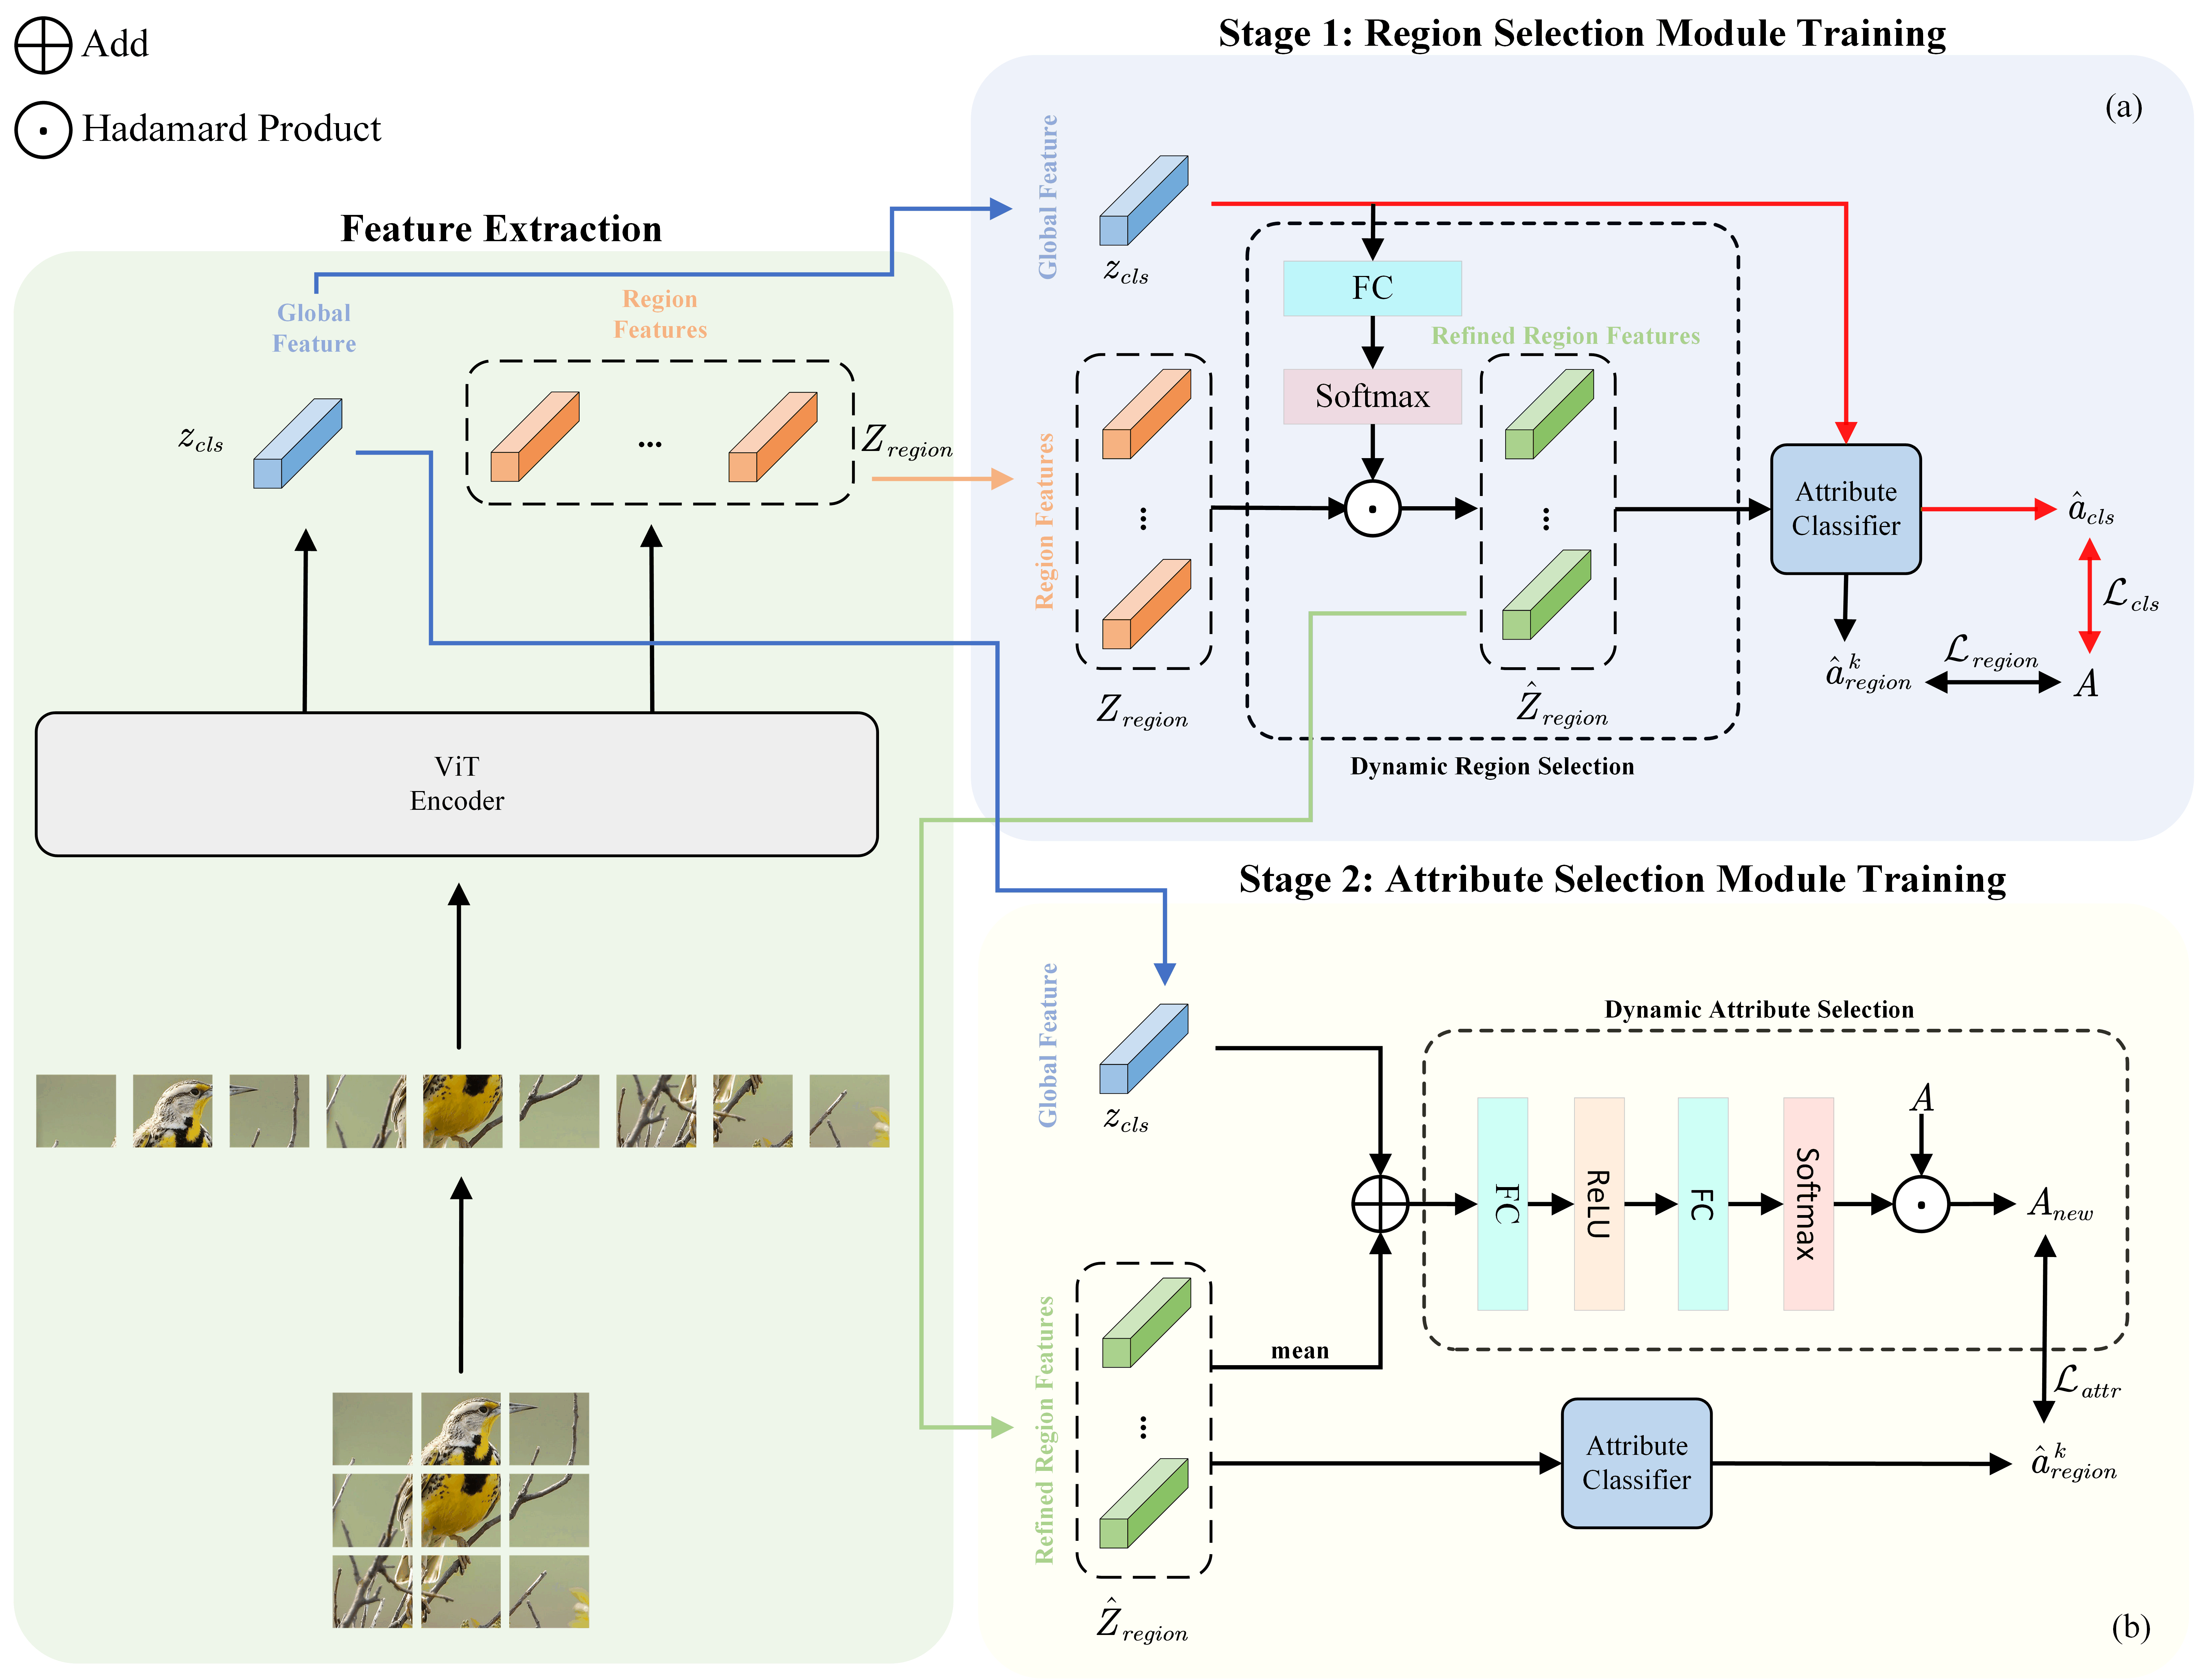 Add
Hadamard Product
Feature Extraction
Global
Feature
Region
Features
z_{cls}
...
Z_{region}
ViT
Encoder
Stage 1: Region Selection Module Training
(a)
Global Feature
z_{cls}
FC
Softmax
Refined Region Features
Region Features
...
Z_{region}
...
\hat{Z}_{region}
Dynamic Region Selection
Attribute
Classifier
\hat{a}_{cls}
\mathcal{L}_{cls}
\hat{a}^{k}_{region}
\mathcal{L}_{region}
A
Stage 2: Attribute Selection Module Training
Global Feature
z_{cls}
Dynamic Attribute Selection
FC
ReLU
FC
Softmax
A
A_{new}
Refined Region Features
mean
...
\hat{Z}_{region}
Attribute
Classifier
\mathcal{L}_{attr}
\hat{a}^{k}_{region}
(b)